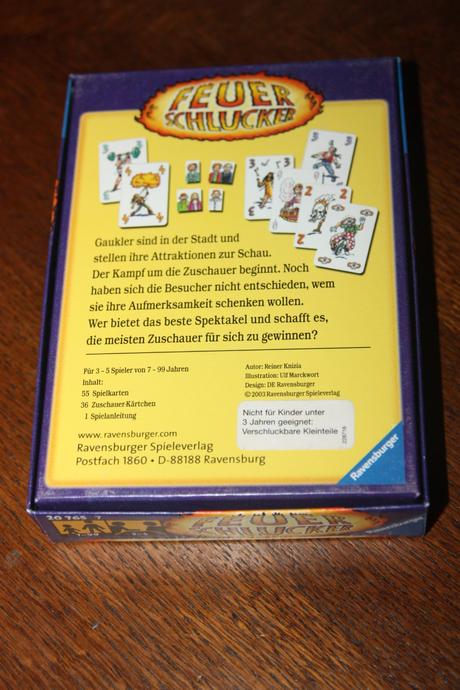 FEUER
SCHLUCKER
Gaukler sind in der Stadt und
stellen ihre Attraktionen zur Schau.
Der Kampf um die Zuschauer beginnt. Noch
haben sich die Besucher nicht entschieden, wem
sie ihre Aufmerksamkeit schenken wollen.
Wer bietet das beste Spektakel und schafft es,
die meisten Zuschauer für sich zu gewinnen?
Für 3 - 5 Spieler von 7 - 99 Jahren
Inhalt:
55 Spielkarten
36 Zuschauer-Kärtchen
1 Spielanleitung
Autor: Reiner Knizia
Illustration: Ulf Marckwort
Design: DE Ravensburger
© 2003 Ravensburger Spieleverlag
Nicht für Kinder unter
3 Jahren geeignet:
Verschluckbare Kleinteile
www.ravensburger.com
Ravensburger Spieleverlag
Postfach 1860 • D-88188 Ravensburg
Ravensburger
FEUER
SCHLUCKER
Ravensburger